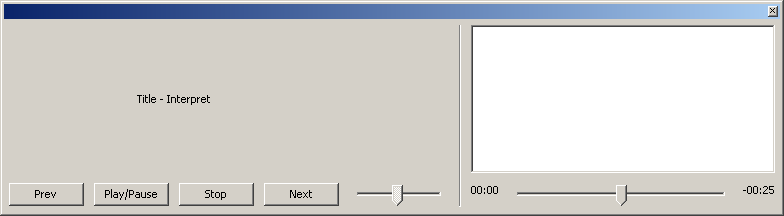 Title - Interpret
Prev
Play/Pause
Stop
Next
00:00
-00:25